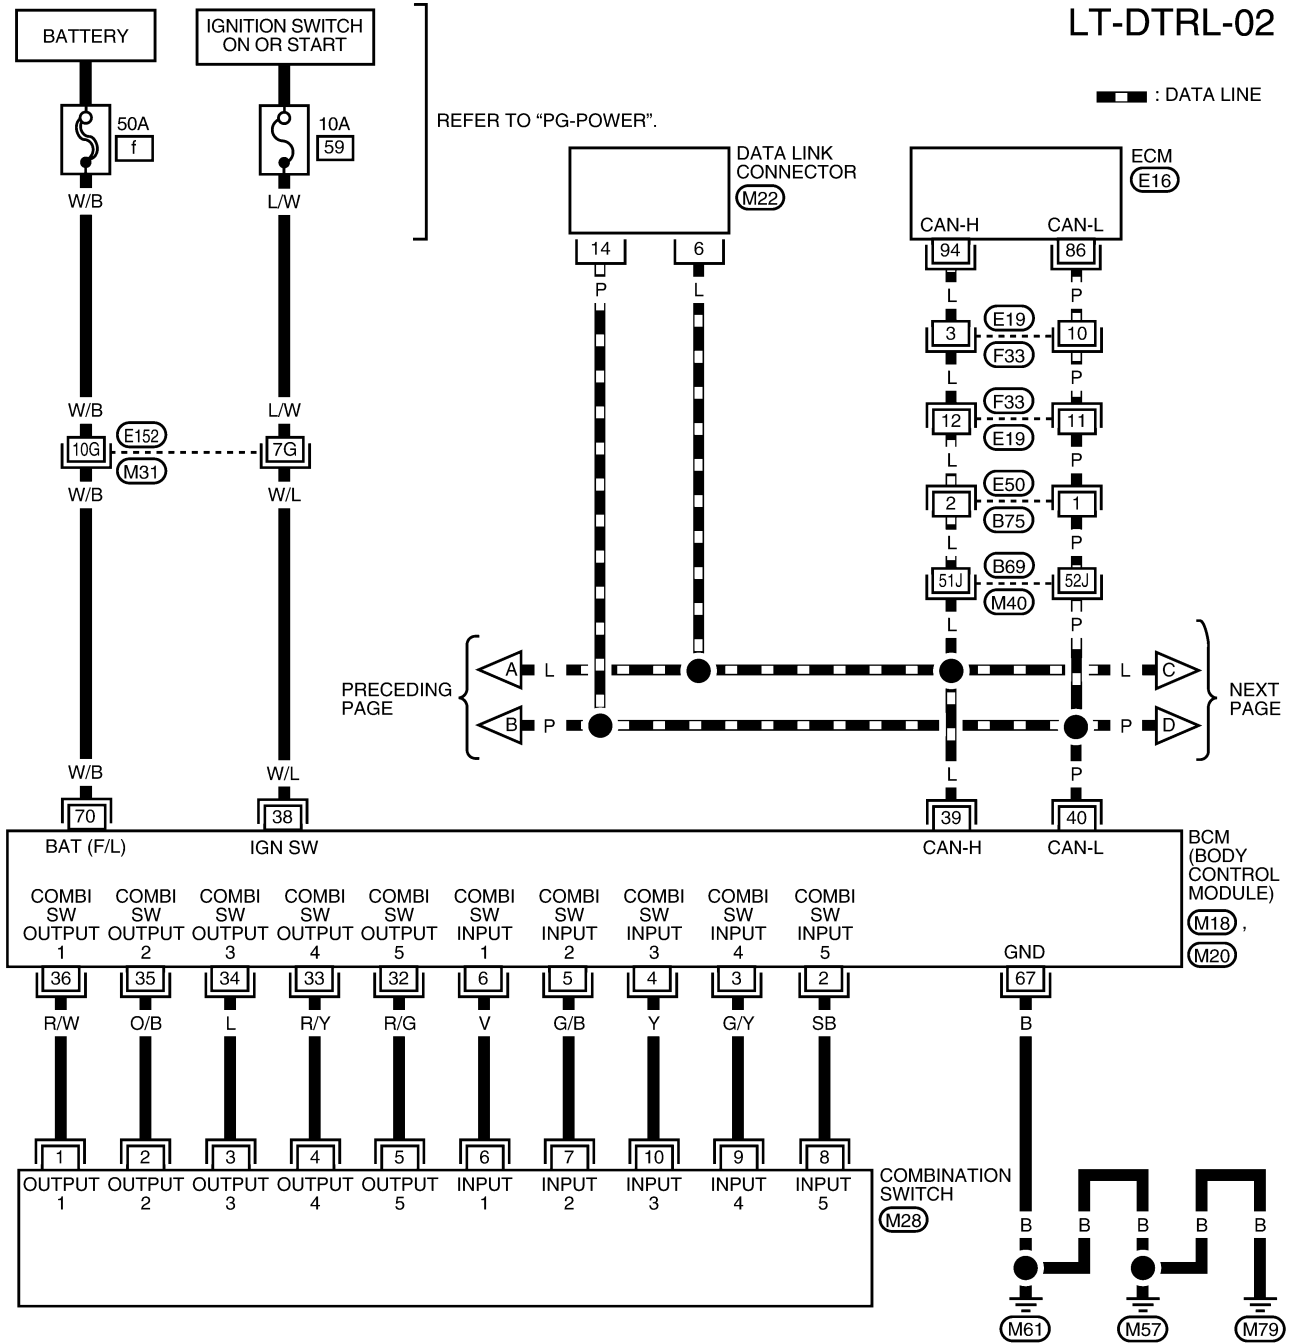 LT-DTRL-02
BATTERY
IGNITION SWITCH
ON OR START
: DATA LINE
50A
f
10A
59
REFER TO “PG-POWER”.
DATA LINK
CONNECTOR
M22
ECM
E16
CAN-H
CAN-L
W/B
L/W
14
6
94
86
P
L
L
P
3
E19
F33
10
L
P
W/B
L/W
12
F33
E19
11
10G
E152
M31
7G
L
P
W/B
W/L
2
E50
B75
1
L
P
51J
B69
M40
52J
L
P
PRECEDING
PAGE
A
L
L
C
B
P
P
D
NEXT
PAGE
W/B
W/L
L
P
70
38
39
40
BAT (F/L)
IGN SW
CAN-H
CAN-L
BCM
(BODY
CONTROL
MODULE)
M18 ,
M20
COMBI
SW
OUTPUT
1
COMBI
SW
OUTPUT
2
COMBI
SW
OUTPUT
3
COMBI
SW
OUTPUT
4
COMBI
SW
OUTPUT
5
COMBI
SW
INPUT
1
COMBI
SW
INPUT
2
COMBI
SW
INPUT
3
COMBI
SW
INPUT
4
COMBI
SW
INPUT
5
GND
36
35
34
33
32
6
5
4
3
2
67
R/W
O/B
L
R/Y
R/G
V
G/B
Y
G/Y
SB
B
1
2
3
4
5
6
7
10
9
8
OUTPUT
1
OUTPUT
2
OUTPUT
3
OUTPUT
4
OUTPUT
5
INPUT
1
INPUT
2
INPUT
3
INPUT
4
INPUT
5
COMBINATION
SWITCH
M28
B
B
B
B
B
M61
M57
M79